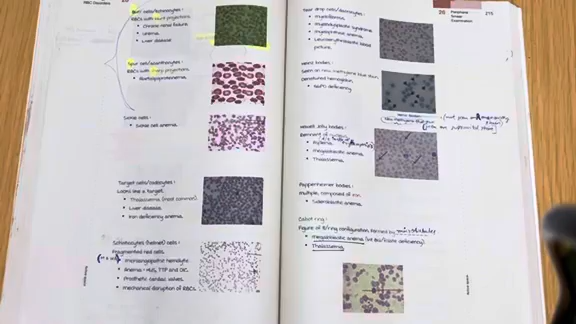 RBC Disorders
Burr cells/echinocytes:
RBCs with blunt projections.
• Chronic renal failure
• Uremia.
• Liver disease
Spur cells/acanthocytes:
RBCs with sharp projections.
• Abetalipoproteinemia.
Sickle cells:
• Sickle cell anemia.
Target cells/codocytes:
Looks like a target.
• Thalassemia (most common).
• Liver disease.
• Iron deficiency anemia.
Schistocytes (helmet) cells:
Fragmented red cells.
• Microangiopathic hemolytic
• Anemia - HUS, TTP and DIC.
• Prosthetic cardiac valves.
• Mechanical disruption of RBCs.
Peripheral
Smear
Examination
Tear drop cells/dacrocytes:
• Myelofibrosis.
• Myelodysplastic syndrome
• Megaloblastic anemia.
• Leucoerythroblastic blood
picture.
Heinz bodies:
Seen on new methylene blue stain,
Denatured hemoglobin.
• G6PD deficiency
Howell Jolly bodies:
Remnant of nucleus
• Asplenia.
• Megaloblastic anemia.
• Thalassemia.
Pappenheimer bodies:
Multiple, composed of iron.
• Sideroblastic anemia.
Cabot ring:
Figure of 8/ring configuration, formed by microtubules
• Megaloblastic anemia,
• Thalassemia.